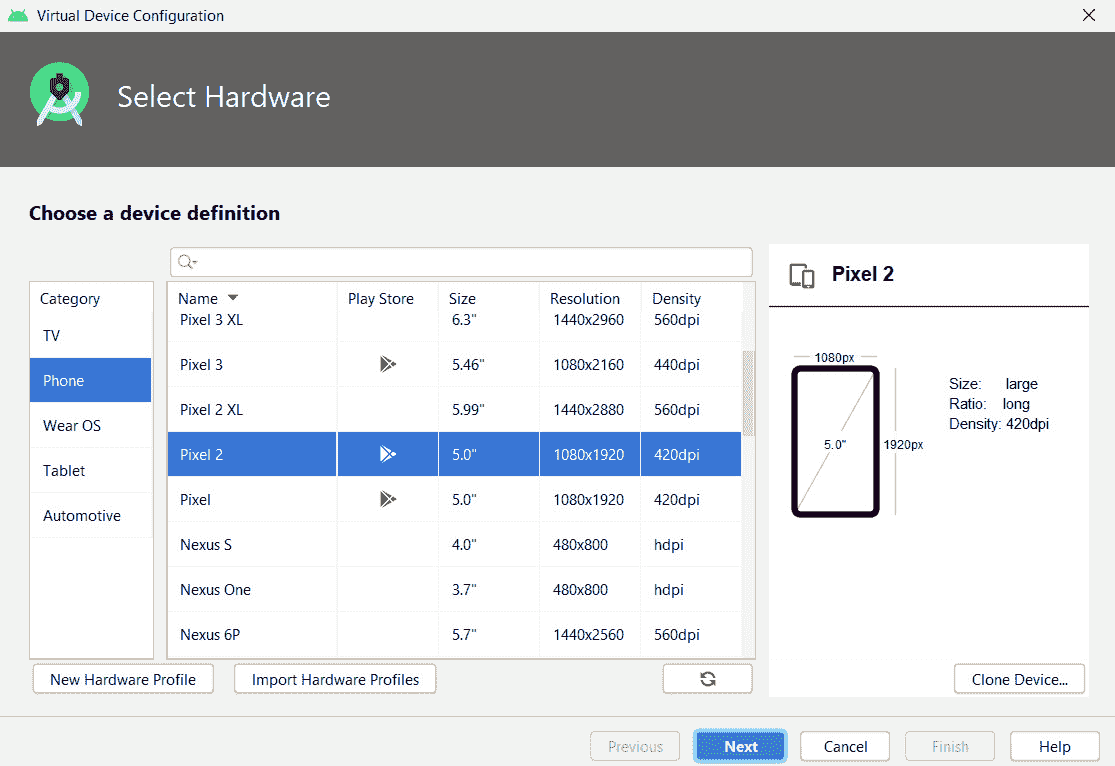 Virtual Device Configuration
Select Hardware
Choose a device definition
Category
TV
Phone
Wear OS
Tablet
Automotive
Name Play Store Size Resolution Density
Pixel 3 XL 6.3" 1440x2960 560dpi
Pixel 3 5.46" 1080x2160 440dpi
Pixel 2 XL 5.99" 1440x2880 560dpi
Pixel 2 5.0" 1080x1920 420dpi
Pixel 5.0" 1080x1920 420dpi
Nexus S 4.0" 480x800 hdpi
Nexus One 3.7" 480x800 hdpi
Nexus 6P 5.7" 1440x2560 560dpi
Pixel 2
1080px
5.0"
1920px
Size: large
Ratio: long
Density: 420dpi
New Hardware Profile Import Hardware Profiles Clone Device...
Previous Next Cancel Finish Help